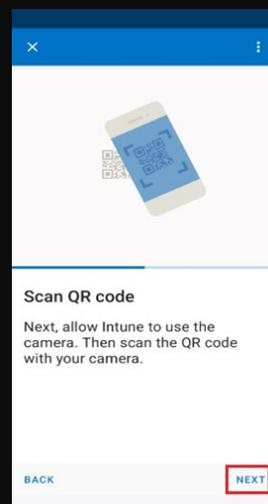 Scan QR code
Next, allow Intune to use the
camera. Then scan the QR code
with your camera.
BACK NEXT